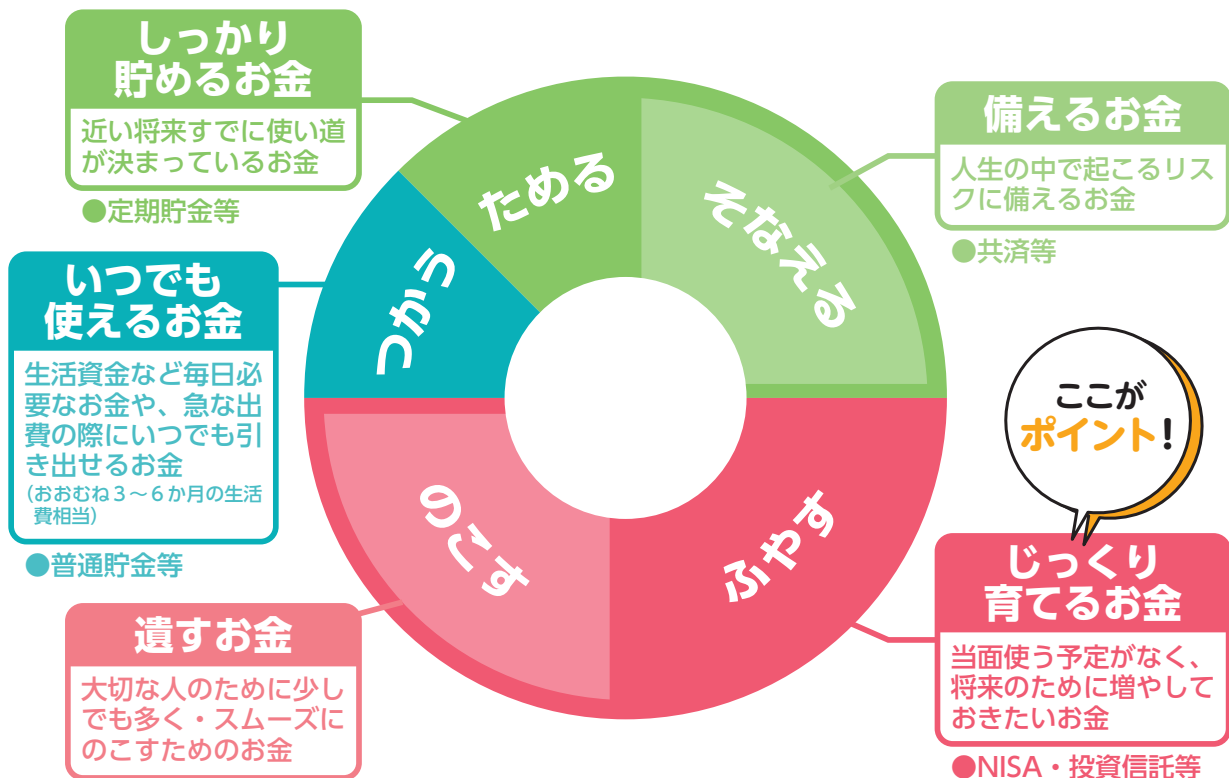 しっかり
貯めるお金
近い将来すでに使い道
が決まっているお金
●定期貯金等
いつでも
使えるお金
生活資金など毎日必
要なお金や、急な出
費の際にいつでも引
き出せるお金
(おおむね3～6か月の生活
費相当)
●普通貯金等
遺すお金
大切な人のために少し
でも多く・スムーズに
のこすためのお金
ためる
そなえる
つかう
のこす
ふやす
備えるお金
人生の中で起こるリス
クに備えるお金
●共済等
ここが
ポイント!
じっくり
育てるお金
当面使う予定がなく、
将来のために増やして
おきたいお金
●NISA・投資信託等